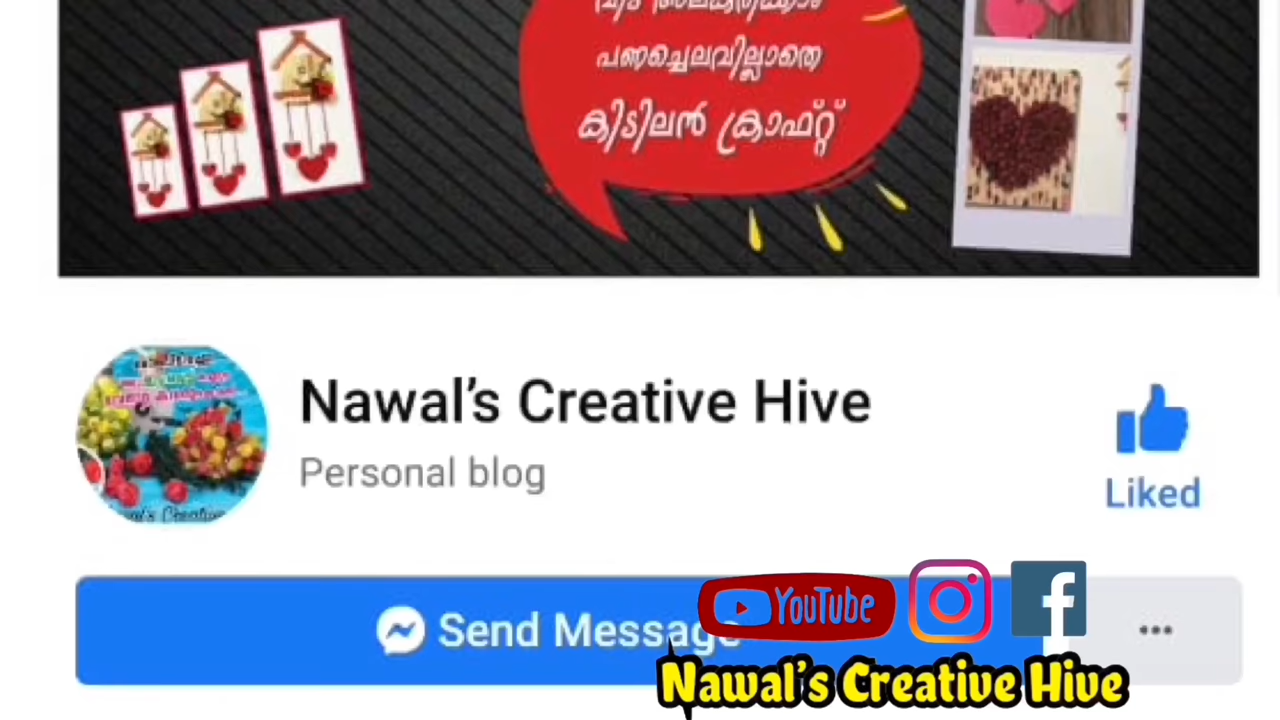 പണച്ചെലവില്ലാതെ
കിടിലൻ ക്രാഫ്റ്റ്
Nawal's Creative Hive
Personal blog
Liked
Send Message
YouTube
Nawal's Creative Hive